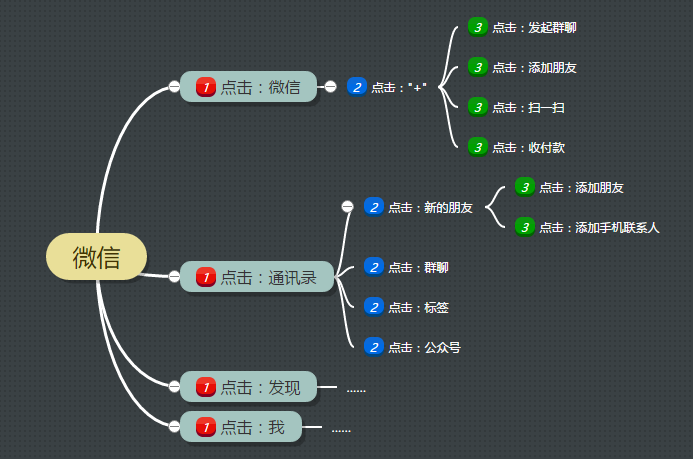 微信
1 点击：微信
2 点击："+"
3 点击：发起群聊
3 点击：添加朋友
3 点击：扫一扫
3 点击：收付款
1 点击：通讯录
2 点击：新的朋友
3 点击：添加朋友
3 点击：添加手机联系人
2 点击：群聊
2 点击：标签
2 点击：公众号
1 点击：发现
......
1 点击：我
......